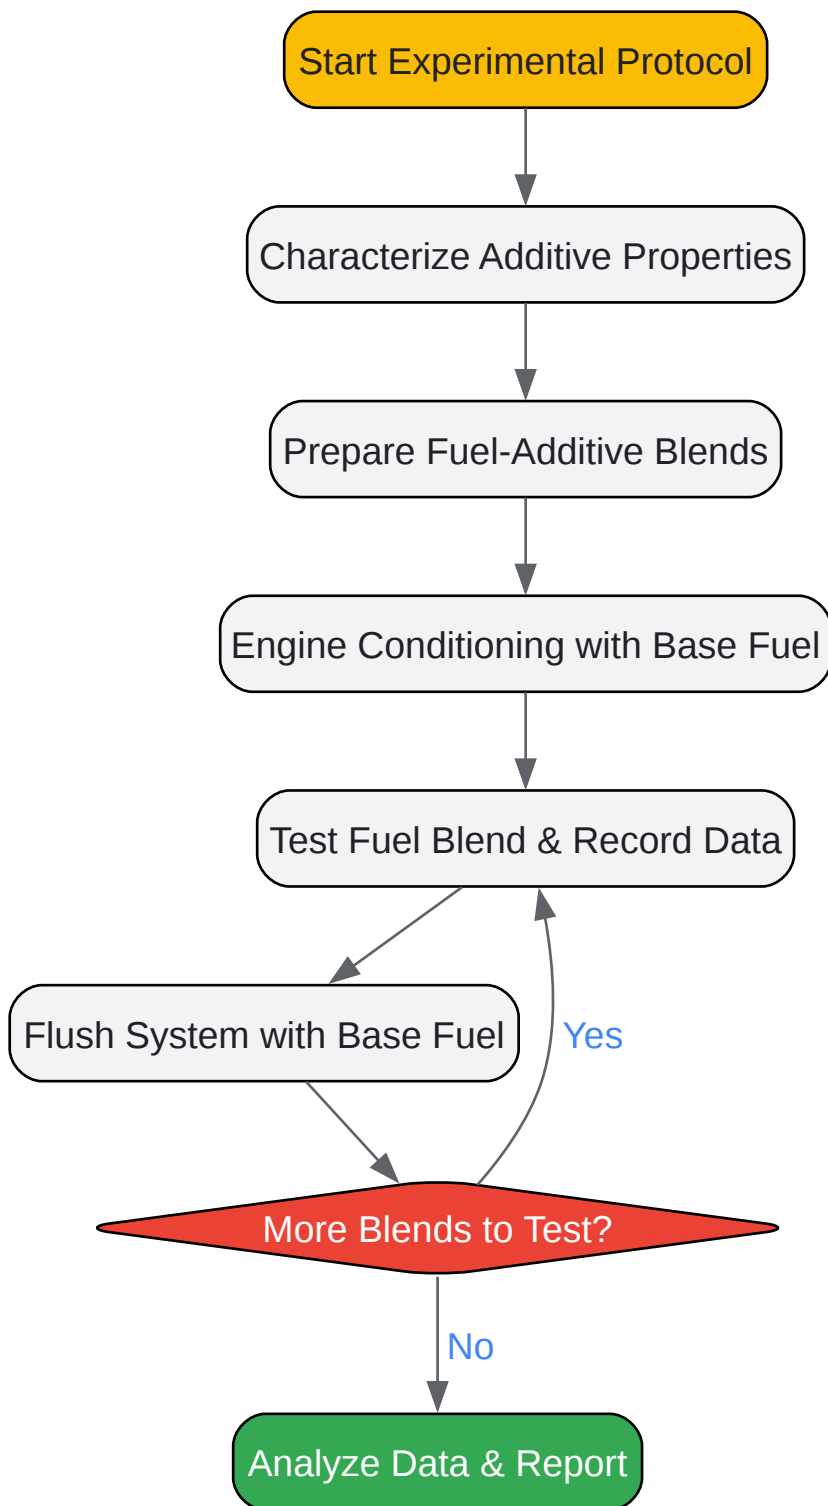 Start Experimental Protocol
Characterize Additive Properties
Prepare Fuel-Additive Blends
Engine Conditioning with Base Fuel
Test Fuel Blend & Record Data
Flush System with Base Fuel
Yes
More Blends to Test?
No
Analyze Data & Report